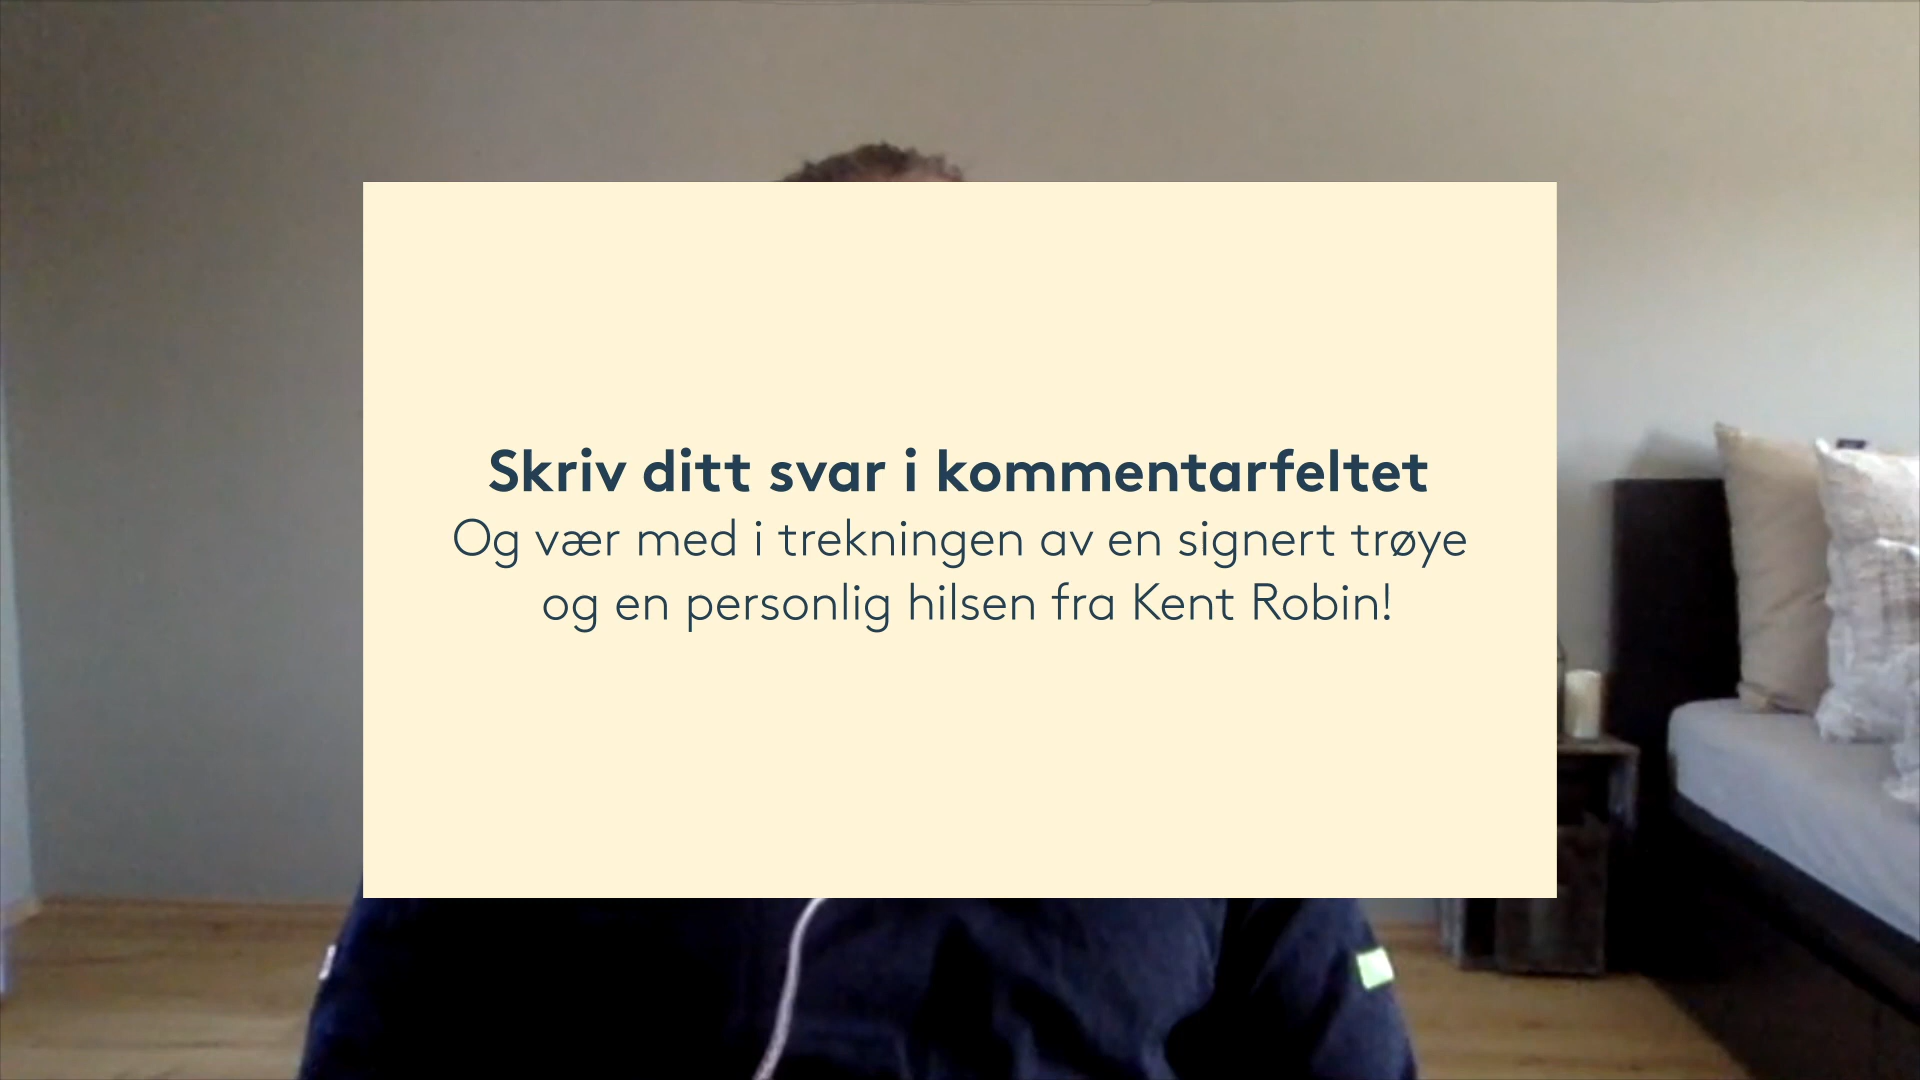 Skriv ditt svar i kommentarfeltet
Og vær med i trekningen av en signert trøye
og en personlig hilsen fra Kent Robin!